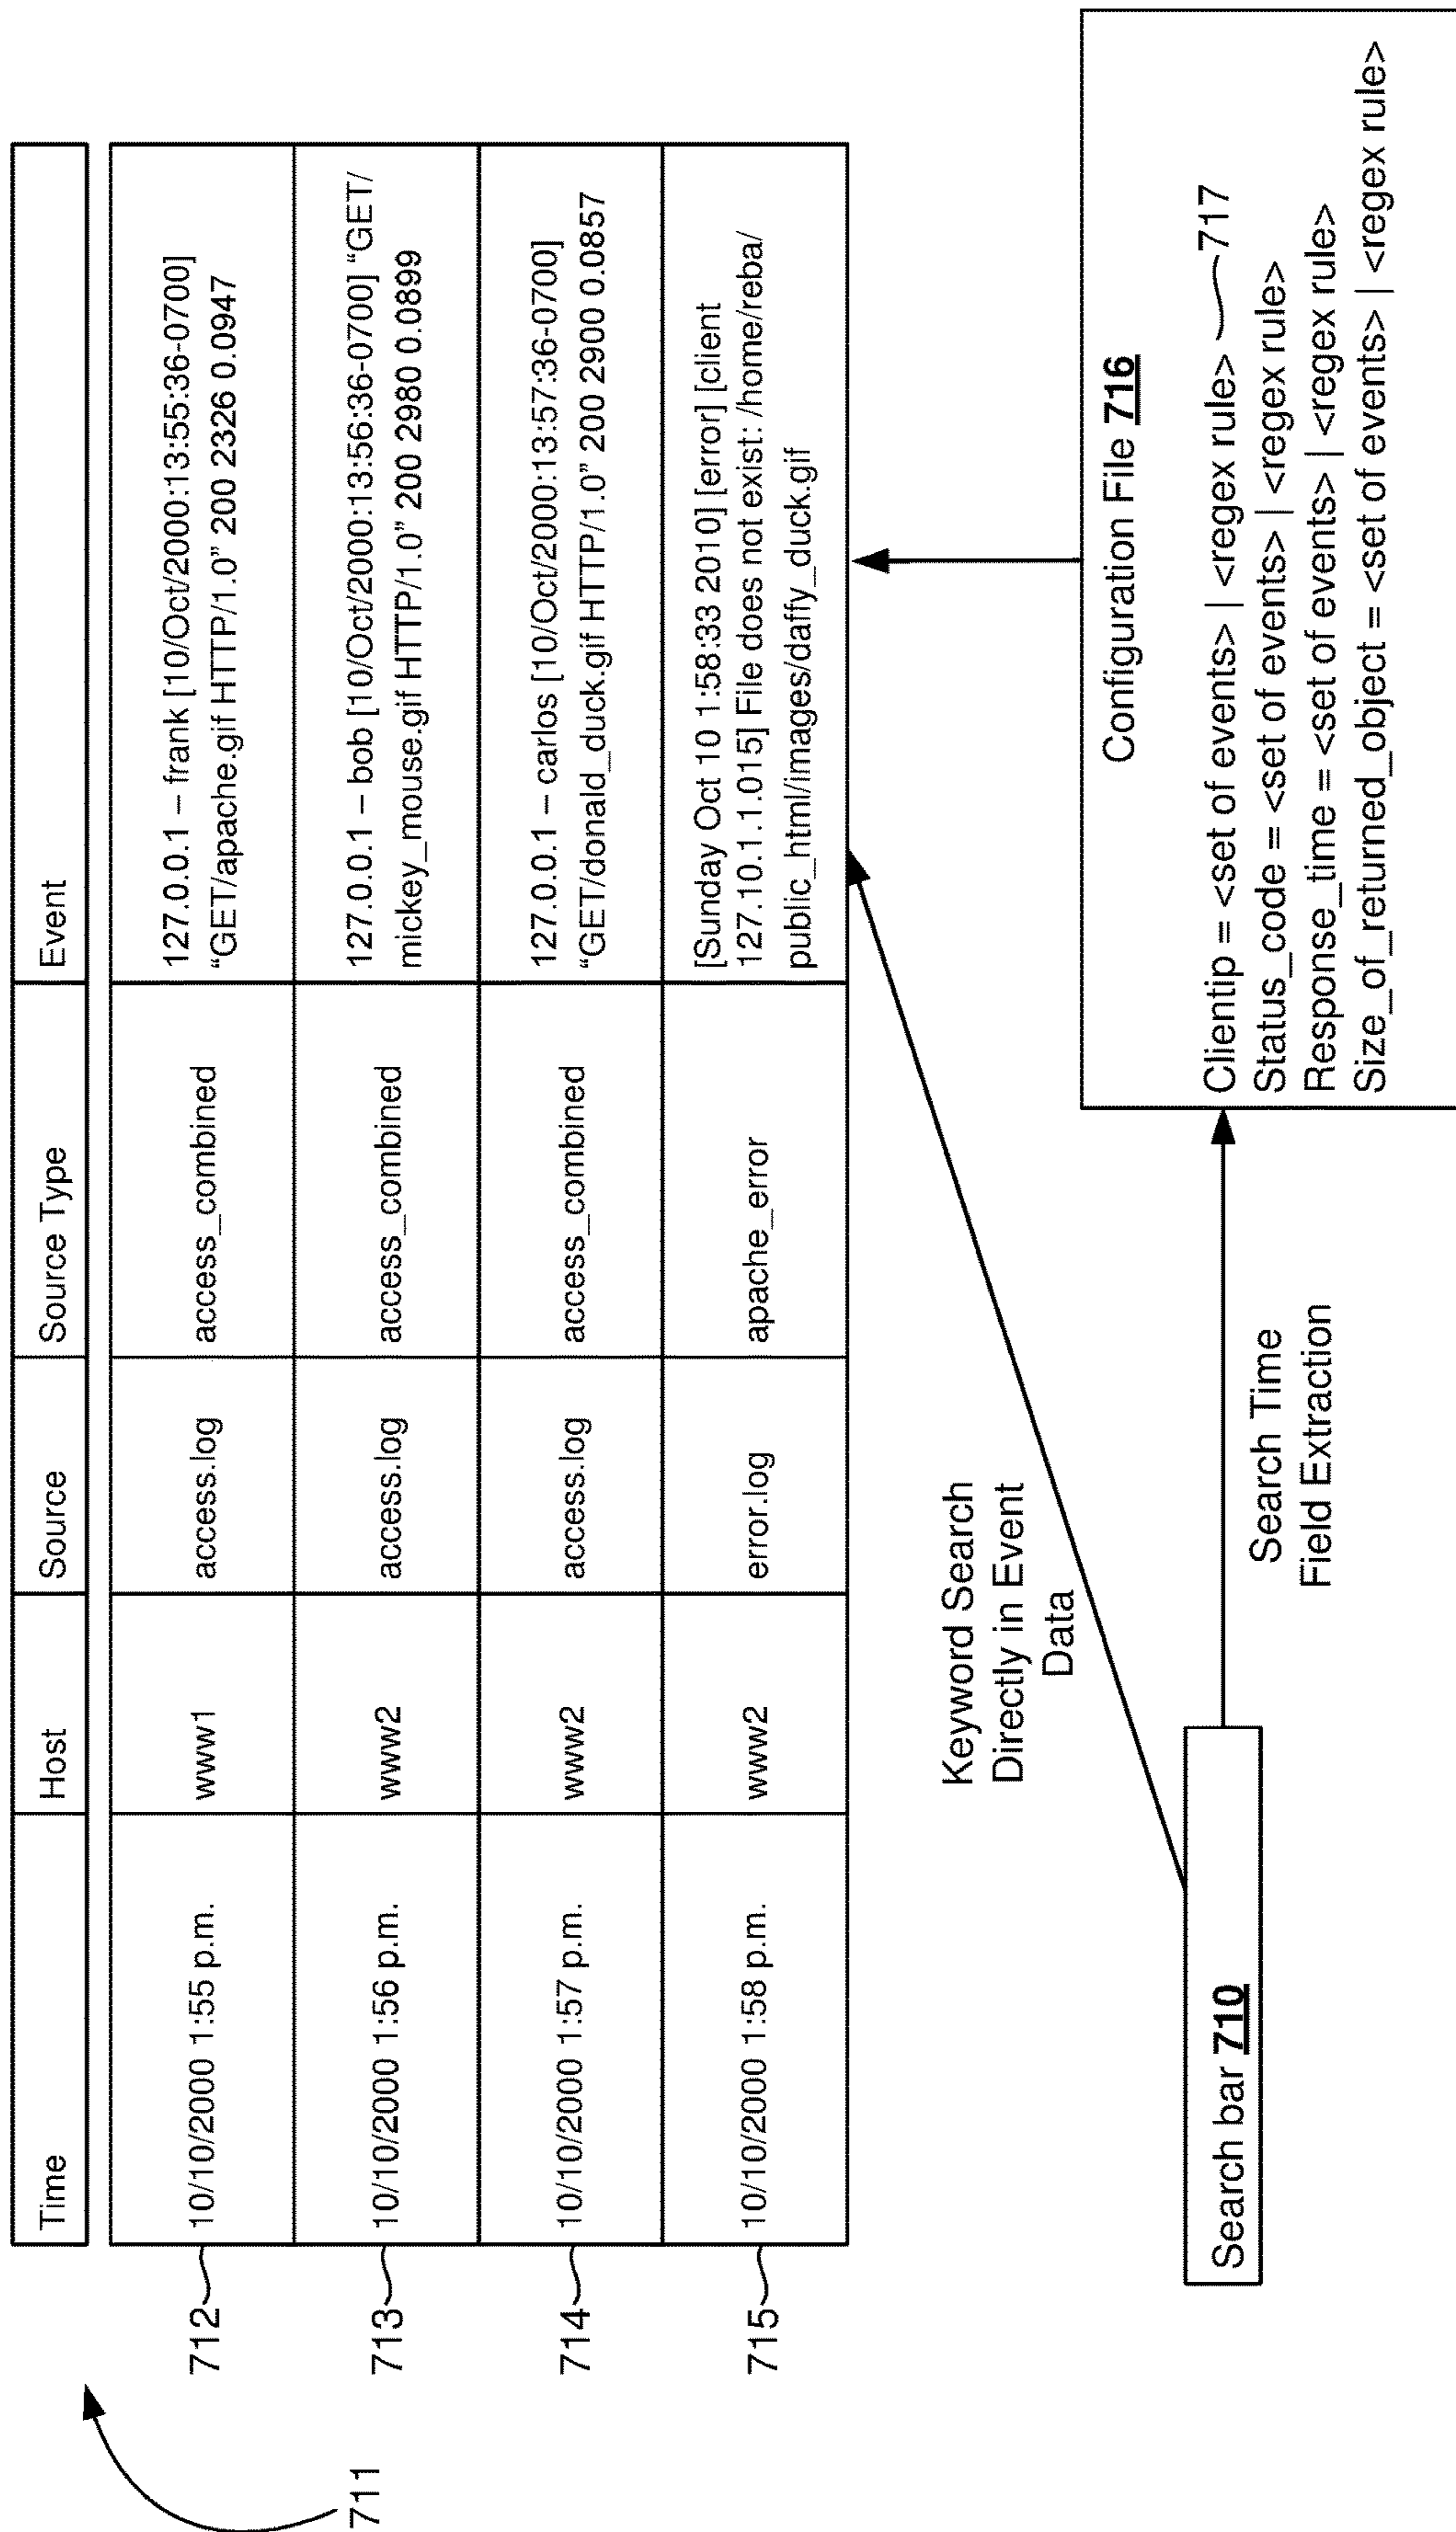 Time Host Source Source Type Event
712 10/10/2000 1:55 p.m. www1 access.log access_combined 127.0.0.1 – frank [10/Oct/2000:13:55:36-0700]
“GET/apache.gif HTTP/1.0” 200 2326 0.0947
713 10/10/2000 1:56 p.m. www2 access.log access_combined 127.0.0.1 – bob [10/Oct/2000:13:56:36-0700] “GET/
mickey_mouse.gif HTTP/1.0” 200 2980 0.0899
714 10/10/2000 1:57 p.m. www2 access.log access_combined 127.0.0.1 – carlos [10/Oct/2000:13:57:36-0700]
“GET/donald_duck.gif HTTP/1.0” 200 2900 0.0857
715 10/10/2000 1:58 p.m. www2 error.log apache_error [Sunday Oct 10 1:58:33 2010] [error] [client
127.10.1.1.015] File does not exist: /home/reba/
public_html/images/daffy_duck.gif
711
Keyword Search
Directly in Event
Data
Search bar 710
Search Time
Field Extraction
Configuration File 716
Clientip = <set of events> | <regex rule> 717
Status_code = <set of events> | <regex rule>
Response_time = <set of events> | <regex rule>
Size_of_returned_object = <set of events> | <regex rule>